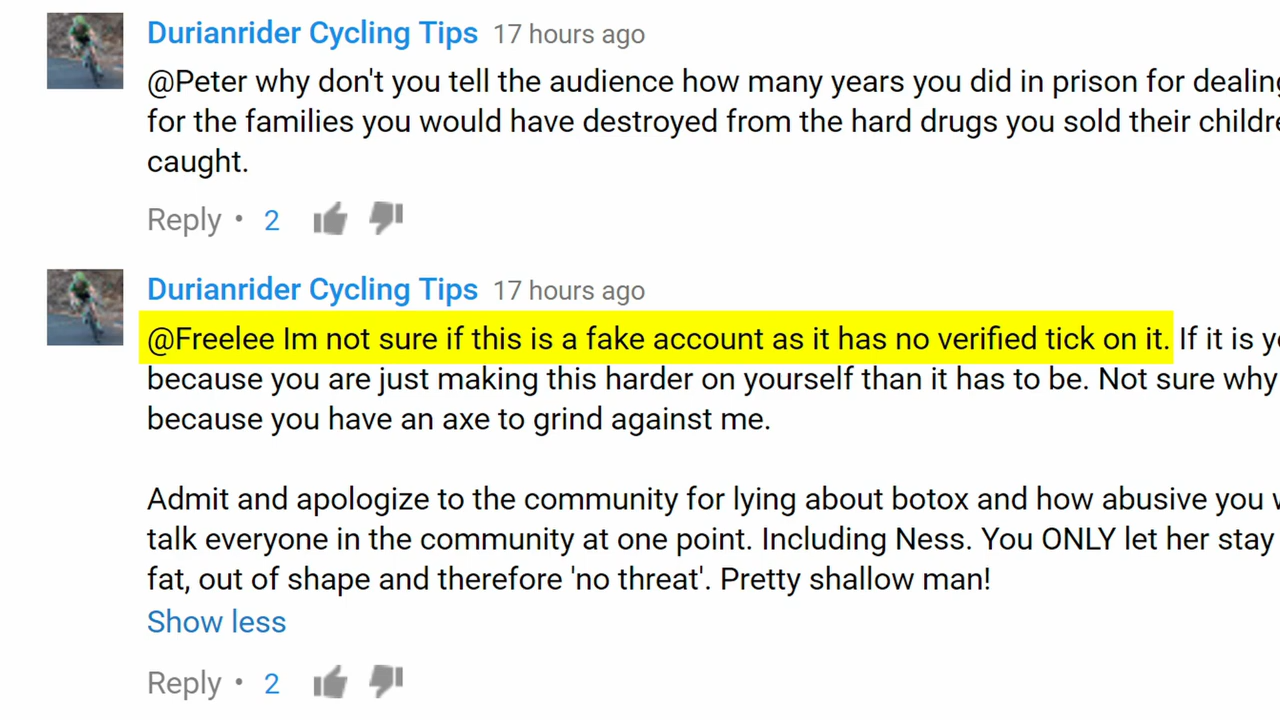 Durianrider Cycling Tips 17 hours ago
@Peter why don't you tell the audience how many years you did in prison for dealing
for the families you would have destroyed from the hard drugs you sold their
caught.
Reply • 2
Durianrider Cycling Tips 17 hours ago
@Freelee Im not sure if this is a fake account as it has no verified tick on it. If it is
because you are just making this harder on yourself than it has to be. Not sure why
because you have an axe to grind against me.
Admit and apologize to the community for lying about botox and how abusive you
talk everyone in the community at one point. Including Ness. You ONLY let her stay
fat, out of shape and therefore 'no threat'. Pretty shallow man!
Show less
Reply • 2